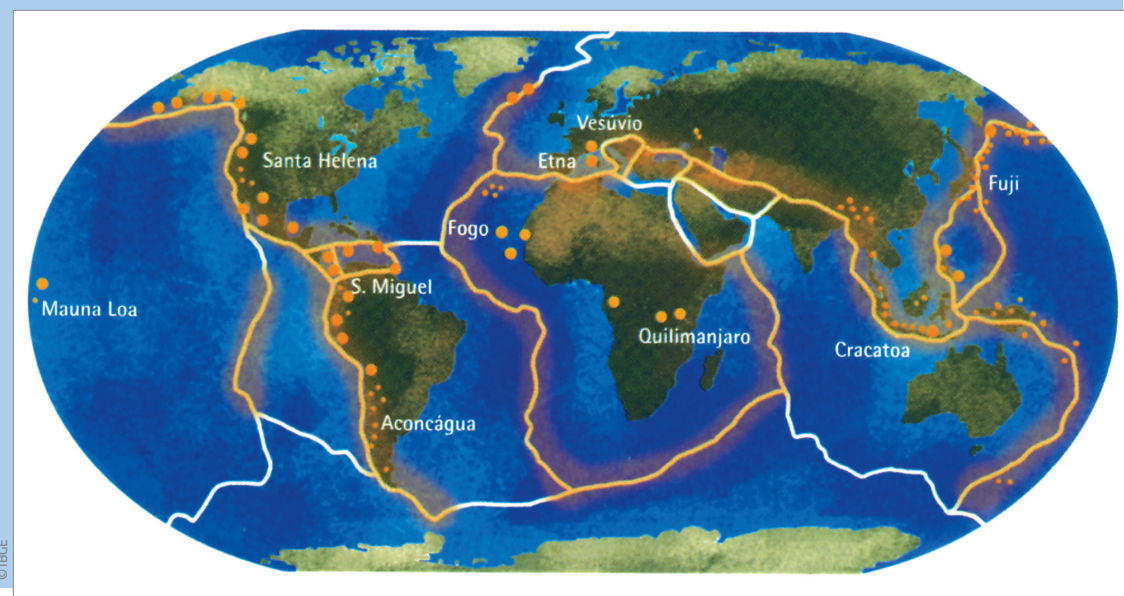 Vesúvio
Santa Helena
Etna
Fuji
Fogo
S. Miguel
Mauna Loa
Quilimanjaro
Cracatoa
Aconcágua
©IBGE